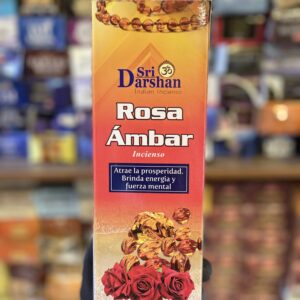 Sri ॐ
Darshan
Indian Incense
Rosa
Ámbar
Incienso
Atrae la prosperidad.
Brinda energía y
fuerza mental